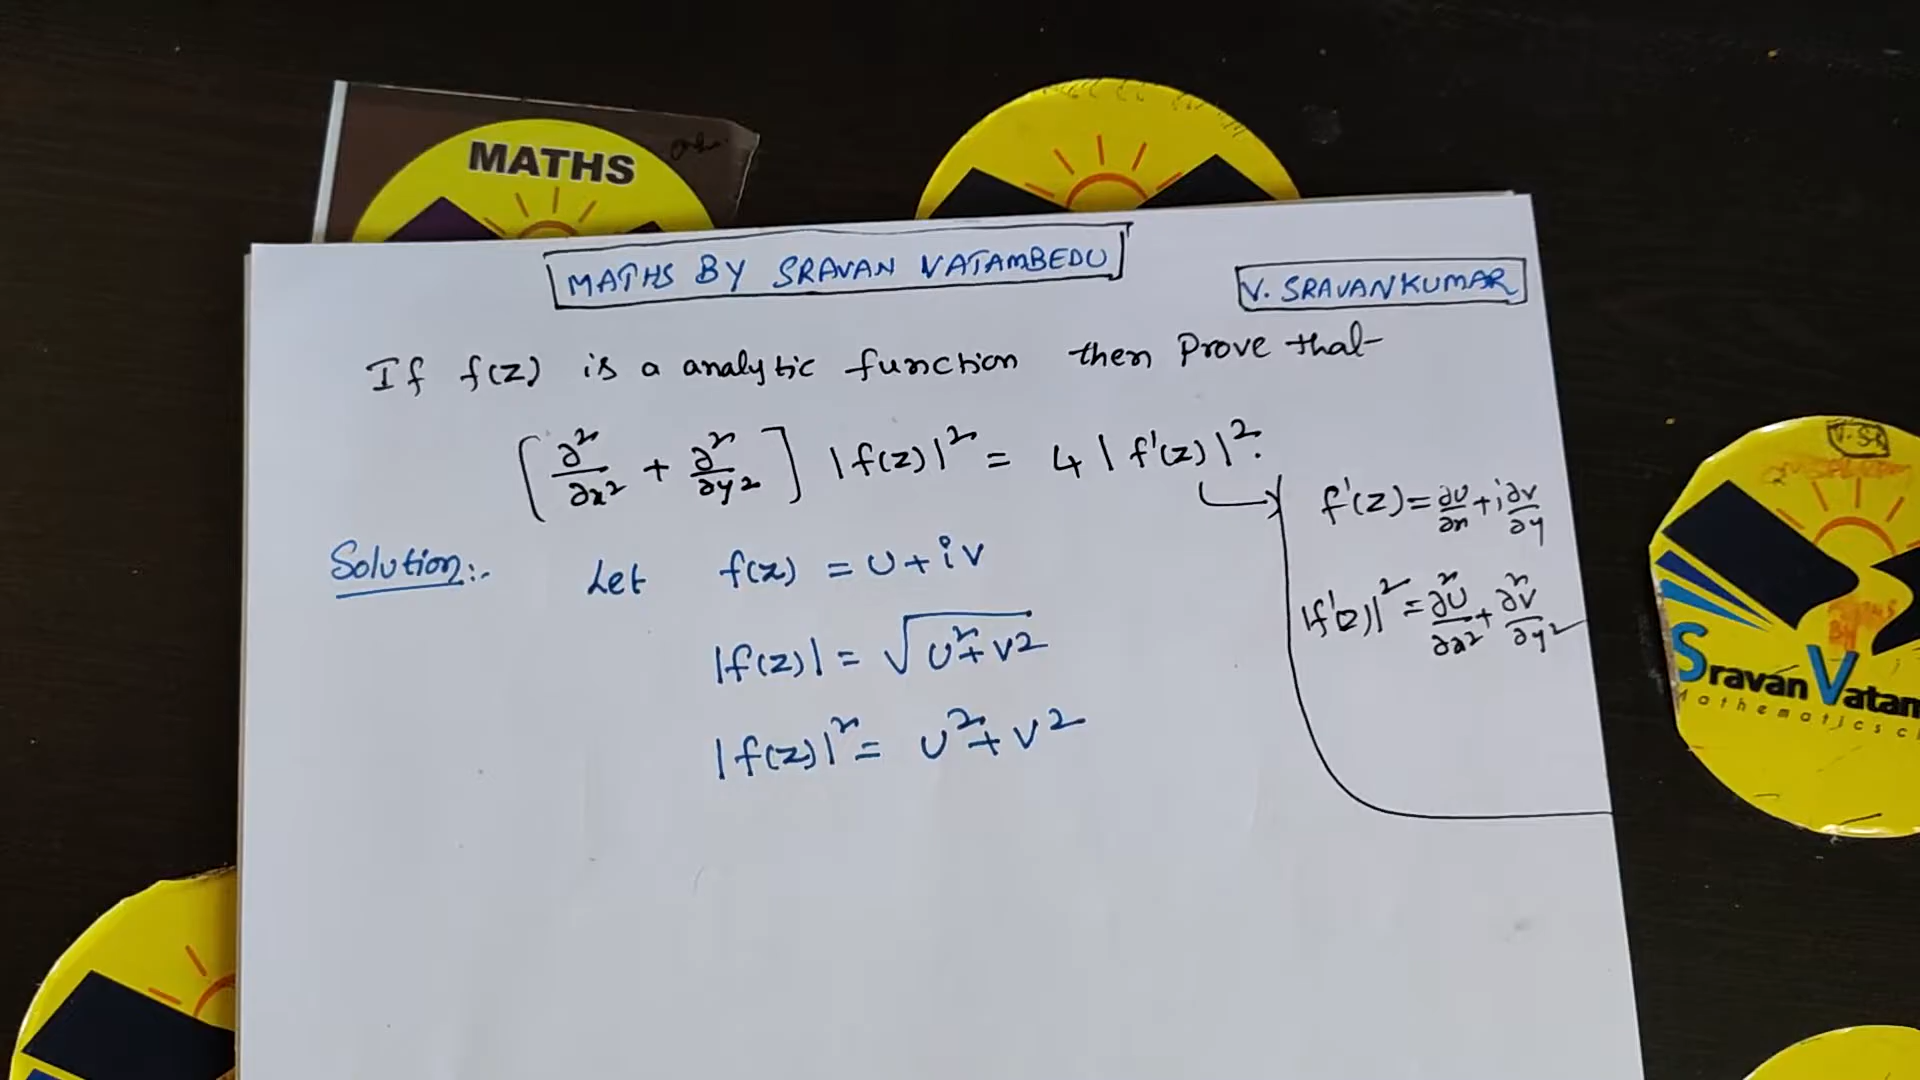 MATHS
MATHS BY SRAVAN VATAMBEDU
V. SRAVANKUMAR
If f(z) is a analytic function then Prove that
[∂²/∂x² + ∂²/∂y²] |f(z)|² = 4 |f'(z)|².
f'(z) = ∂u/∂x + i ∂v/∂y
|f'(z)|² = ∂²u/∂x² + ∂²v/∂y²
Solution:- Let f(z) = u + iv
|f(z)| = √(u² + v²)
|f(z)|² = u² + v²
V.S.K
Sravan Vatam
Mathematics c